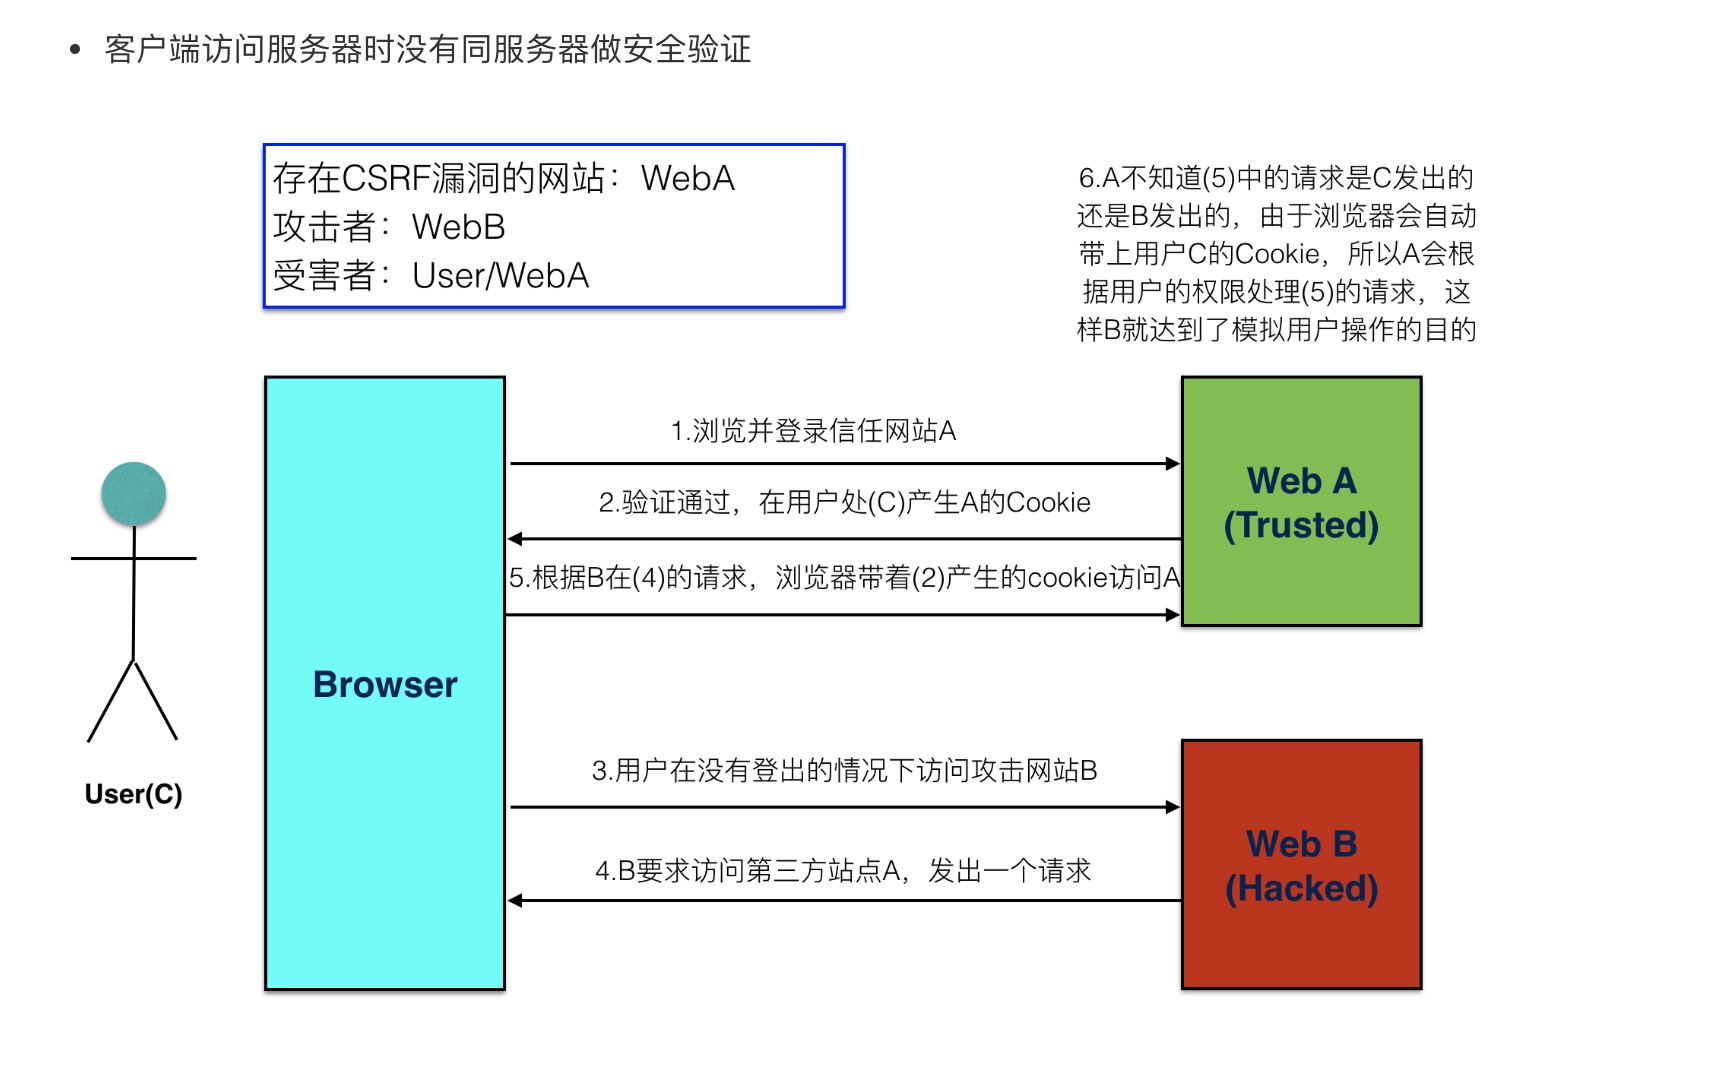 客户端访问服务器时没有同服务器做安全验证
存在CSRF漏洞的网站：WebA
攻击者：WebB
受害者：User/WebA
6.A不知道(5)中的请求是C发出的
还是B发出的，由于浏览器会自动
带上用户C的Cookie，所以A会根
据用户的权限处理(5)的请求，这
样B就达到了模拟用户操作的目的
1.浏览并登录信任网站A
2.验证通过，在用户处(C)产生A的Cookie
5.根据B在(4)的请求，浏览器带着(2)产生的cookie访问A
Web A
(Trusted)
Browser
User(C)
3.用户在没有登出的情况下访问攻击网站B
4.B要求访问第三方站点A，发出一个请求
Web B
(Hacked)